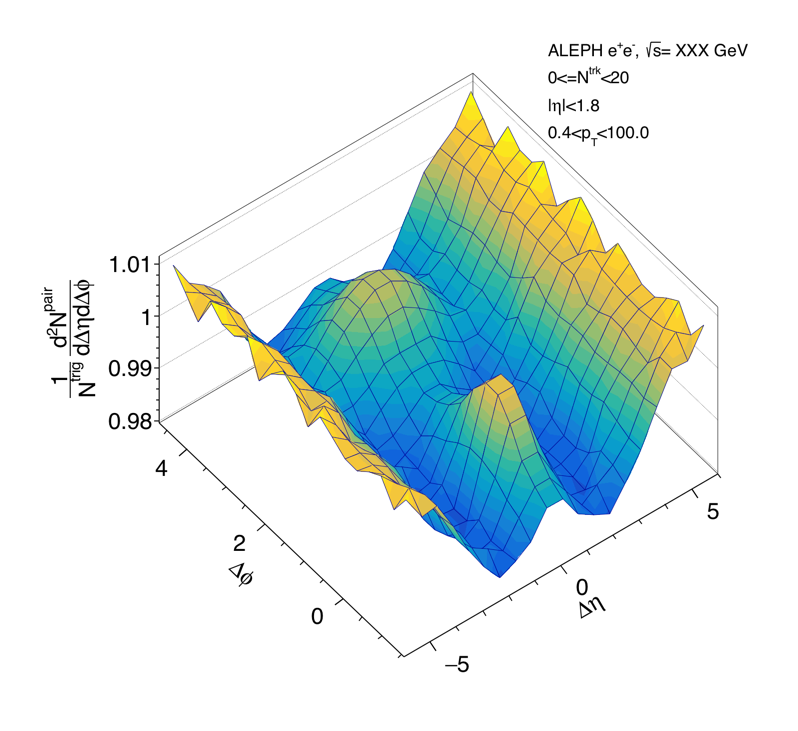 ALEPH e⁺e⁻, √s= XXX GeV
0<=Nᵗʳᵏ<20
|η|<1.8
0.4<p_T<100.0
1.01
1
0.99
0.98
1/N^trig d²N^pair/dΔηdΔϕ
4
2
0
Δϕ
−5
0
5
Δη